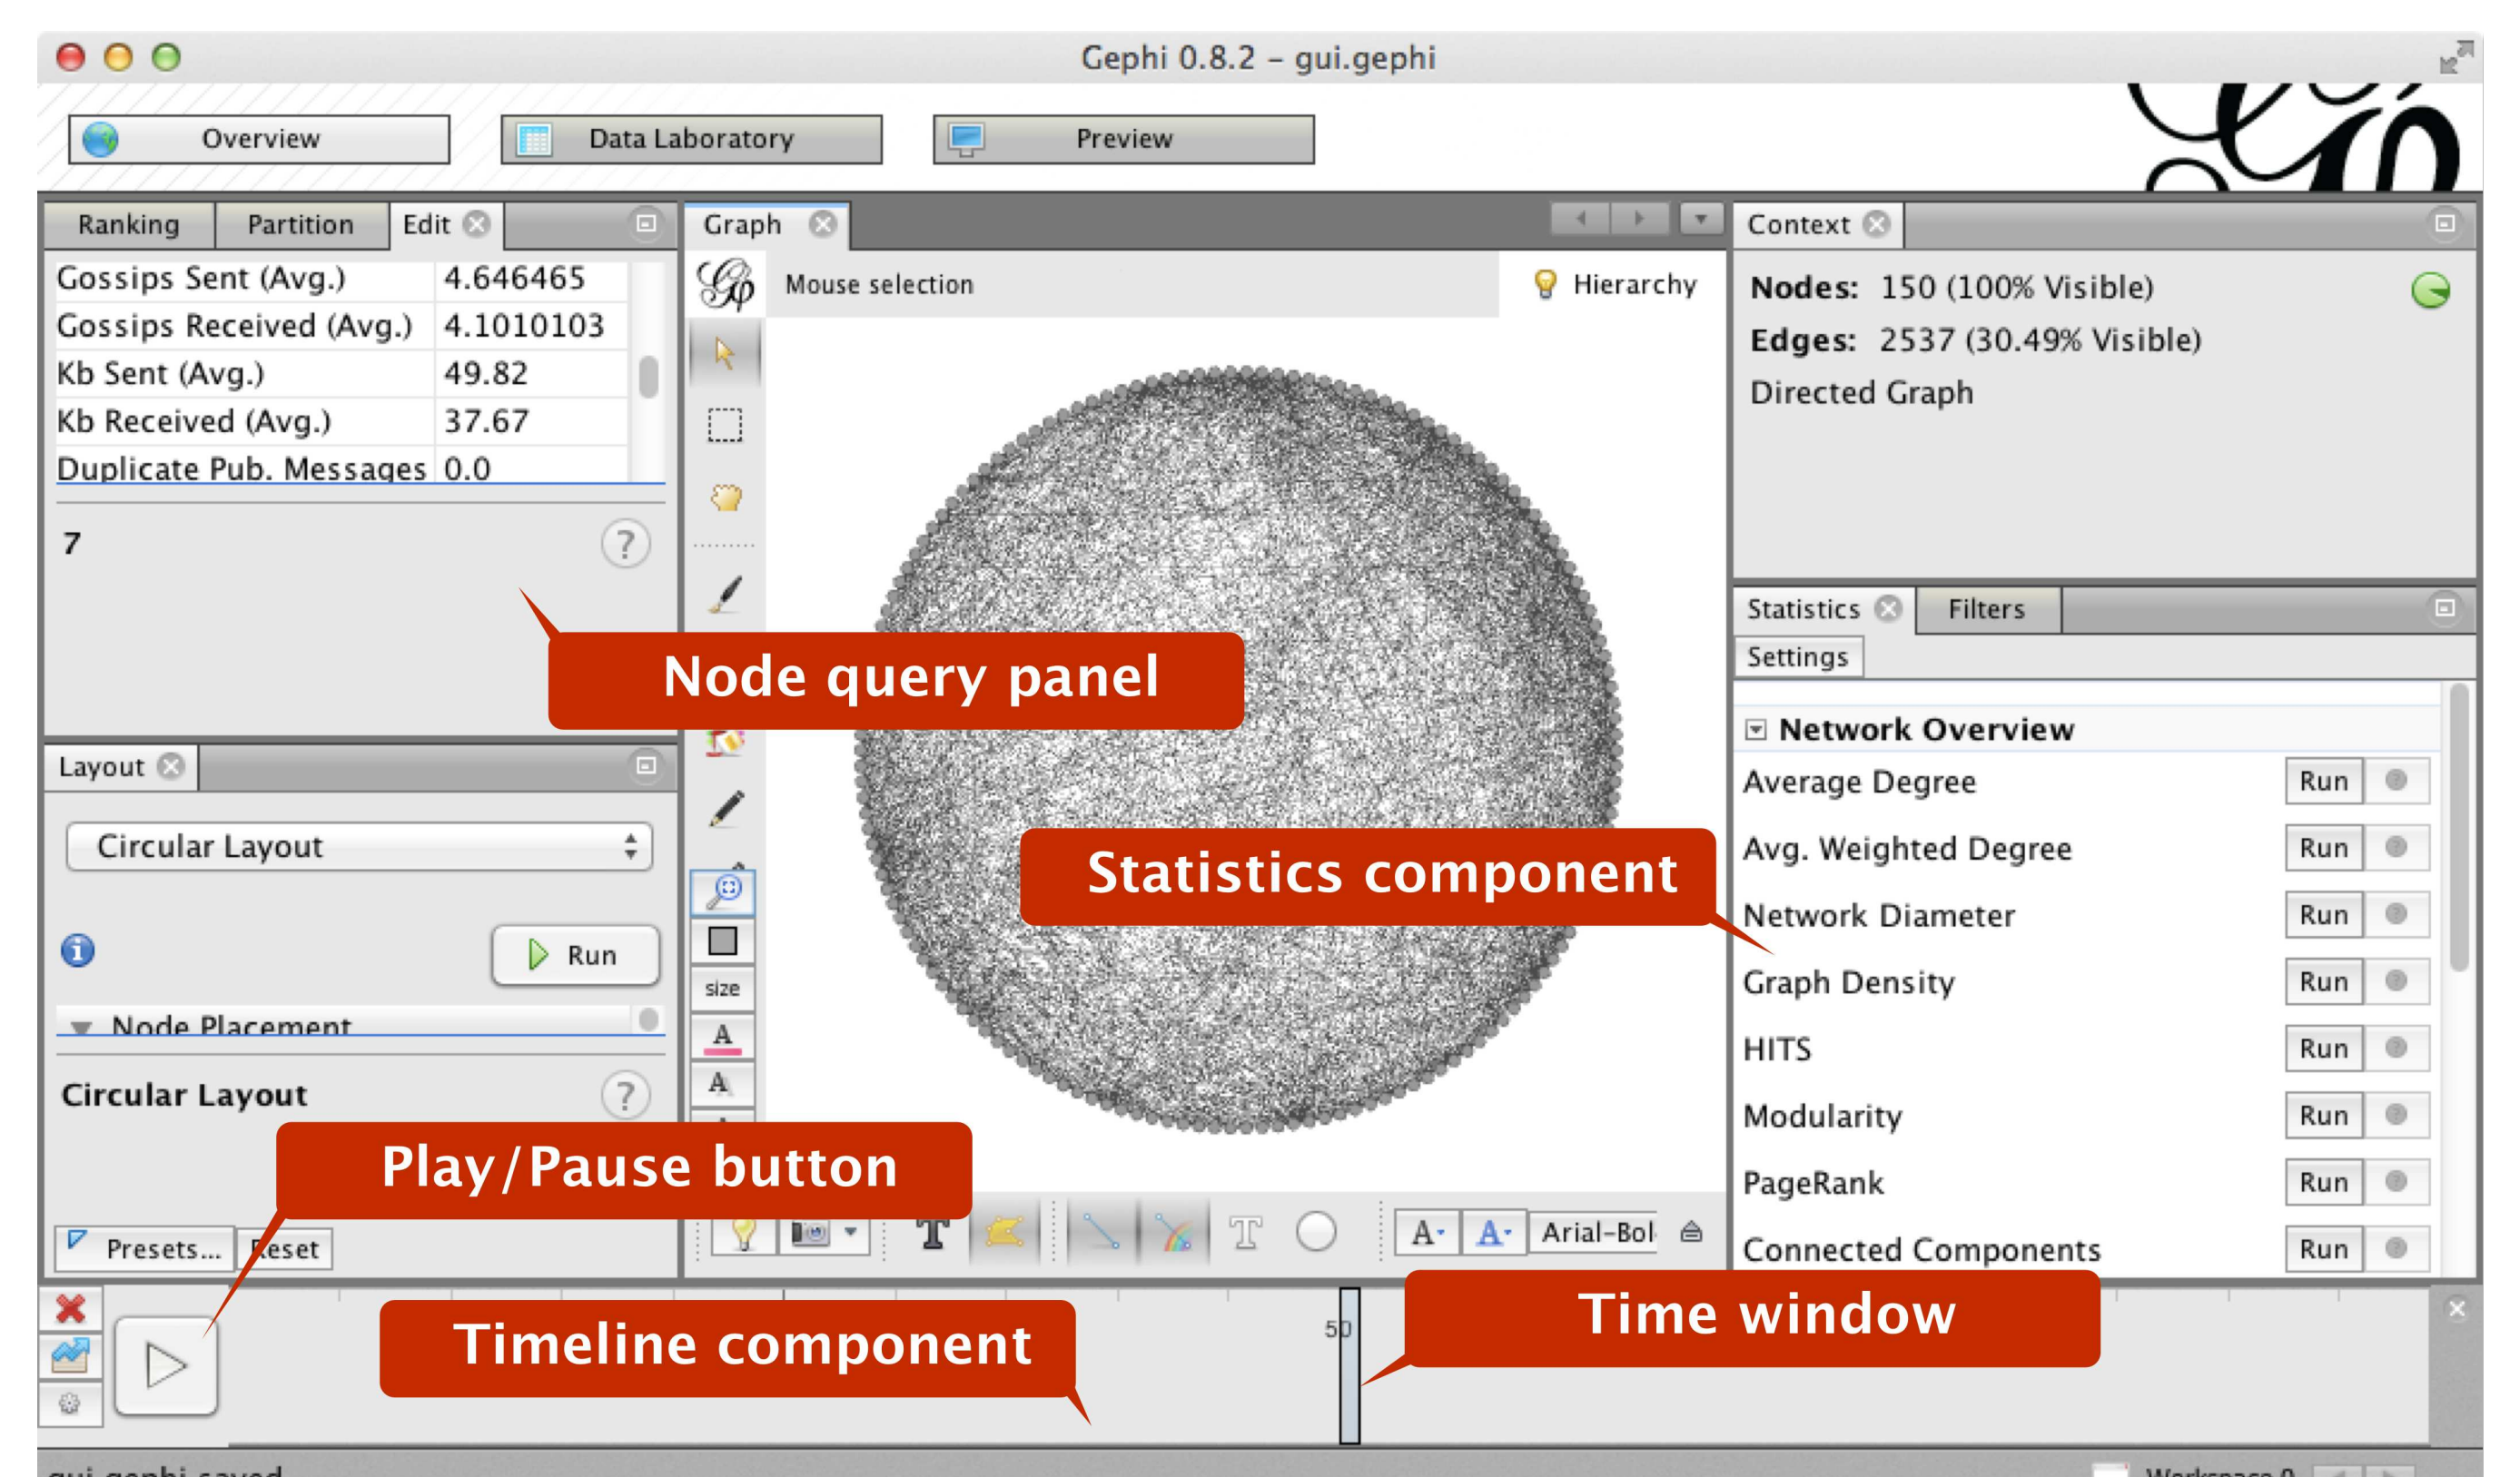 Gephi 0.8.2 – gui.gephi
Overview
Data Laboratory
Preview
Ranking
Partition
Edit
Gossips Sent (Avg.) 4.646465
Gossips Received (Avg.) 4.1010103
Kb Sent (Avg.) 49.82
Kb Received (Avg.) 37.67
Duplicate Pub. Messages 0.0
7
?
Node query panel
Layout
Circular Layout
Run
Node Placement
Circular Layout
?
Play/Pause button
Presets...
Reset
Graph
Mouse selection
Hierarchy
size
A
A
Statistics component
T
T
A
A
Arial-Bol
Context
Nodes: 150 (100% Visible)
Edges: 2537 (30.49% Visible)
Directed Graph
Statistics
Filters
Settings
Network Overview
Average Degree Run
Avg. Weighted Degree Run
Network Diameter Run
Graph Density Run
HITS Run
Modularity Run
PageRank Run
Connected Components Run
Timeline component
50
Time window
gui.gephi saved
Workspace 0